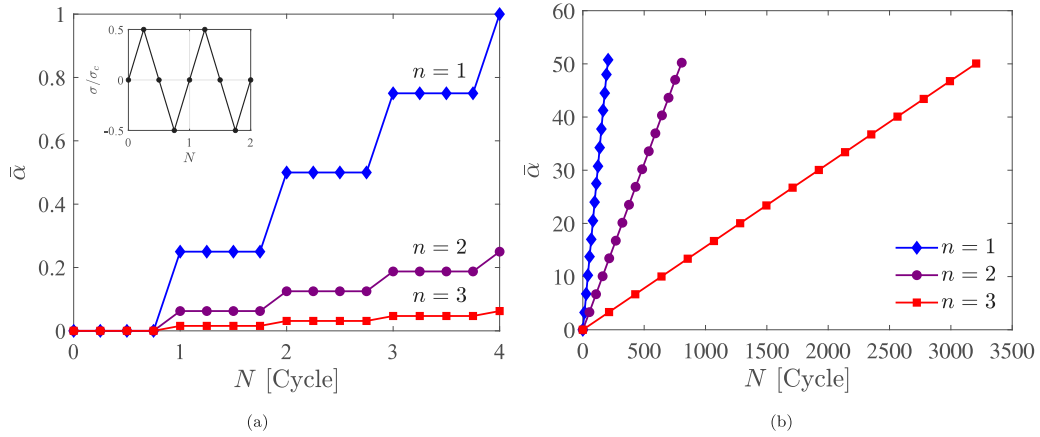 1
0.8
0.6
0.4
0.2
0
0 1 2 3 4
ᾱ
N [Cycle]
0.5
0
-0.5
0 1 2
σ/σc
N
n = 1
n = 2
n = 3
(a)
60
50
40
30
20
10
0
0 500 1000 1500 2000 2500 3000 3500
ᾱ
N [Cycle]
n = 1
n = 2
n = 3
(b)